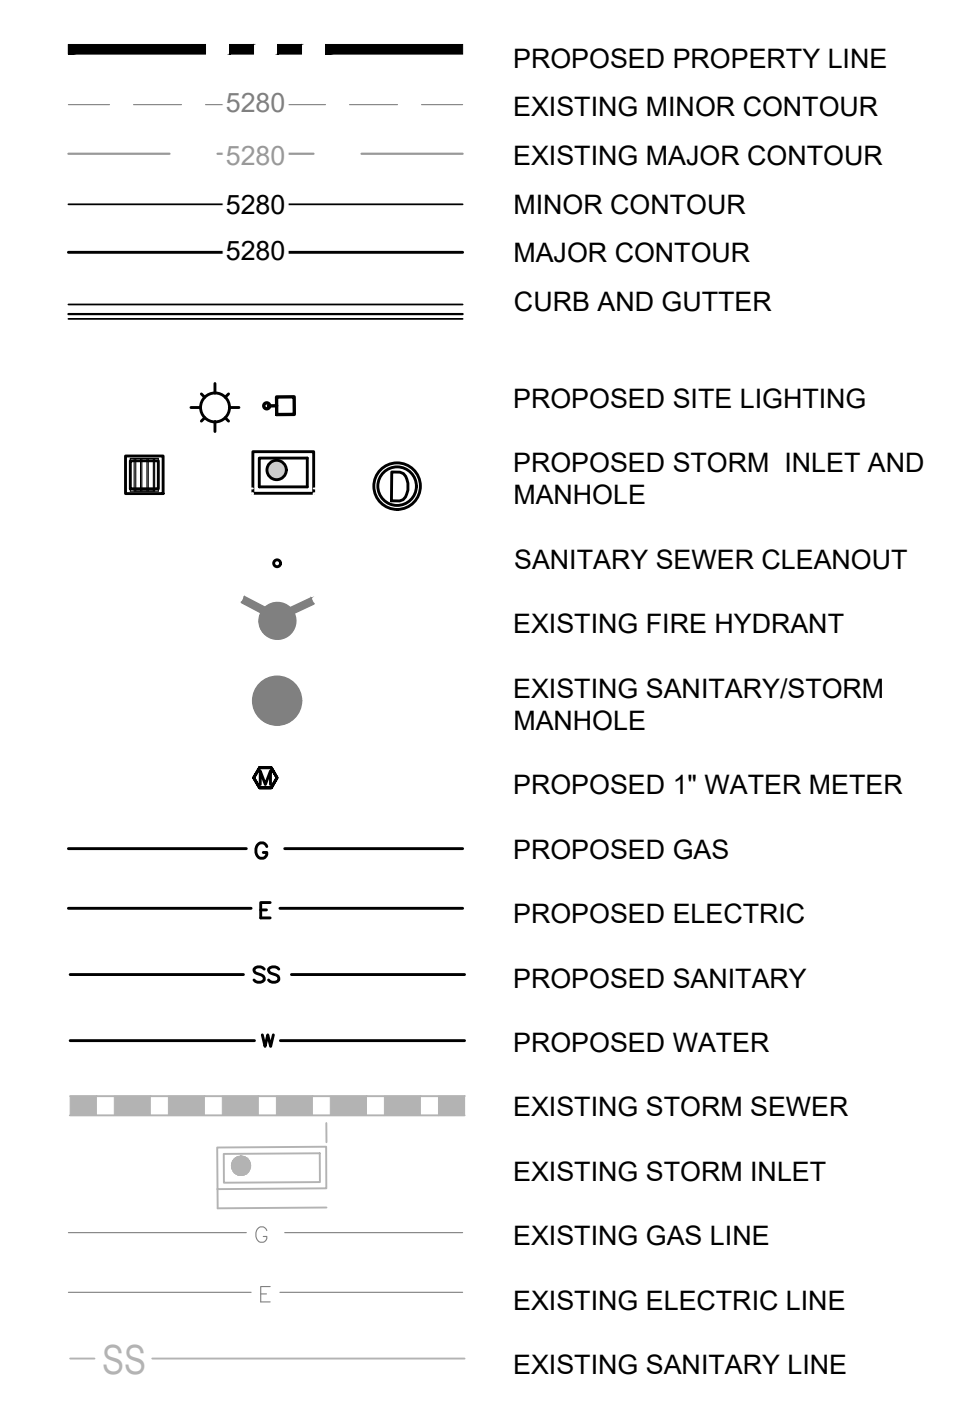 PROPOSED PROPERTY LINE
5280 EXISTING MINOR CONTOUR
5280 EXISTING MAJOR CONTOUR
5280 MINOR CONTOUR
5280 MAJOR CONTOUR
CURB AND GUTTER
PROPOSED SITE LIGHTING
PROPOSED STORM INLET AND
D MANHOLE
SANITARY SEWER CLEANOUT
EXISTING FIRE HYDRANT
EXISTING SANITARY/STORM
MANHOLE
M PROPOSED 1" WATER METER
G PROPOSED GAS
E PROPOSED ELECTRIC
SS PROPOSED SANITARY
W PROPOSED WATER
EXISTING STORM SEWER
EXISTING STORM INLET
G EXISTING GAS LINE
E EXISTING ELECTRIC LINE
SS EXISTING SANITARY LINE